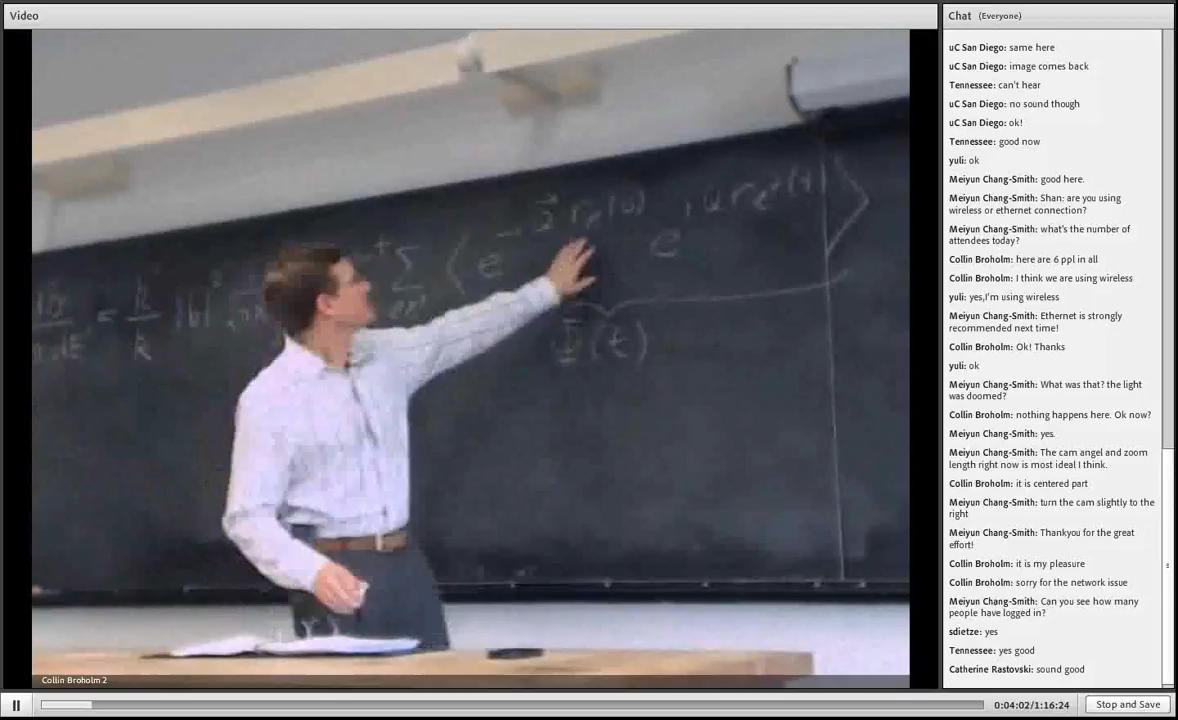 Video
Chat (Everyone)
uC San Diego: same here
uC San Diego: image comes back
Tennessee: can't hear
uC San Diego: no sound though
uC San Diego: ok!
Tennessee: good now
yuli: ok
Meiyun Chang-Smith: good here.
Meiyun Chang-Smith: Shan: are you using
wireless or ethernet connection?
Meiyun Chang-Smith: what's the number of
attendees today?
Collin Broholm: here are 6 ppl in all
Collin Broholm: I think we are using wireless
yuli: yes,I'm using wireless
Meiyun Chang-Smith: Ethernet is strongly
recommended next time!
Collin Broholm: Ok! Thanks
yuli: ok
Meiyun Chang-Smith: What was that? the light
was doomed?
Collin Broholm: nothing happens here. Ok now?
Meiyun Chang-Smith: yes.
Meiyun Chang-Smith: The cam angel and zoom
length right now is most ideal I think.
Collin Broholm: it is centered part
Meiyun Chang-Smith: turn the cam slightly to the
right
Meiyun Chang-Smith: Thankyou for the great
effort!
Collin Broholm: it is my pleasure
Collin Broholm: sorry for the network issue
Meiyun Chang-Smith: Can you see how many
people have logged in?
sdietze: yes
Tennessee: yes good
Catherine Rastovski: sound good
Collin Broholm 2
0:04:02/1:16:24
Stop and Save